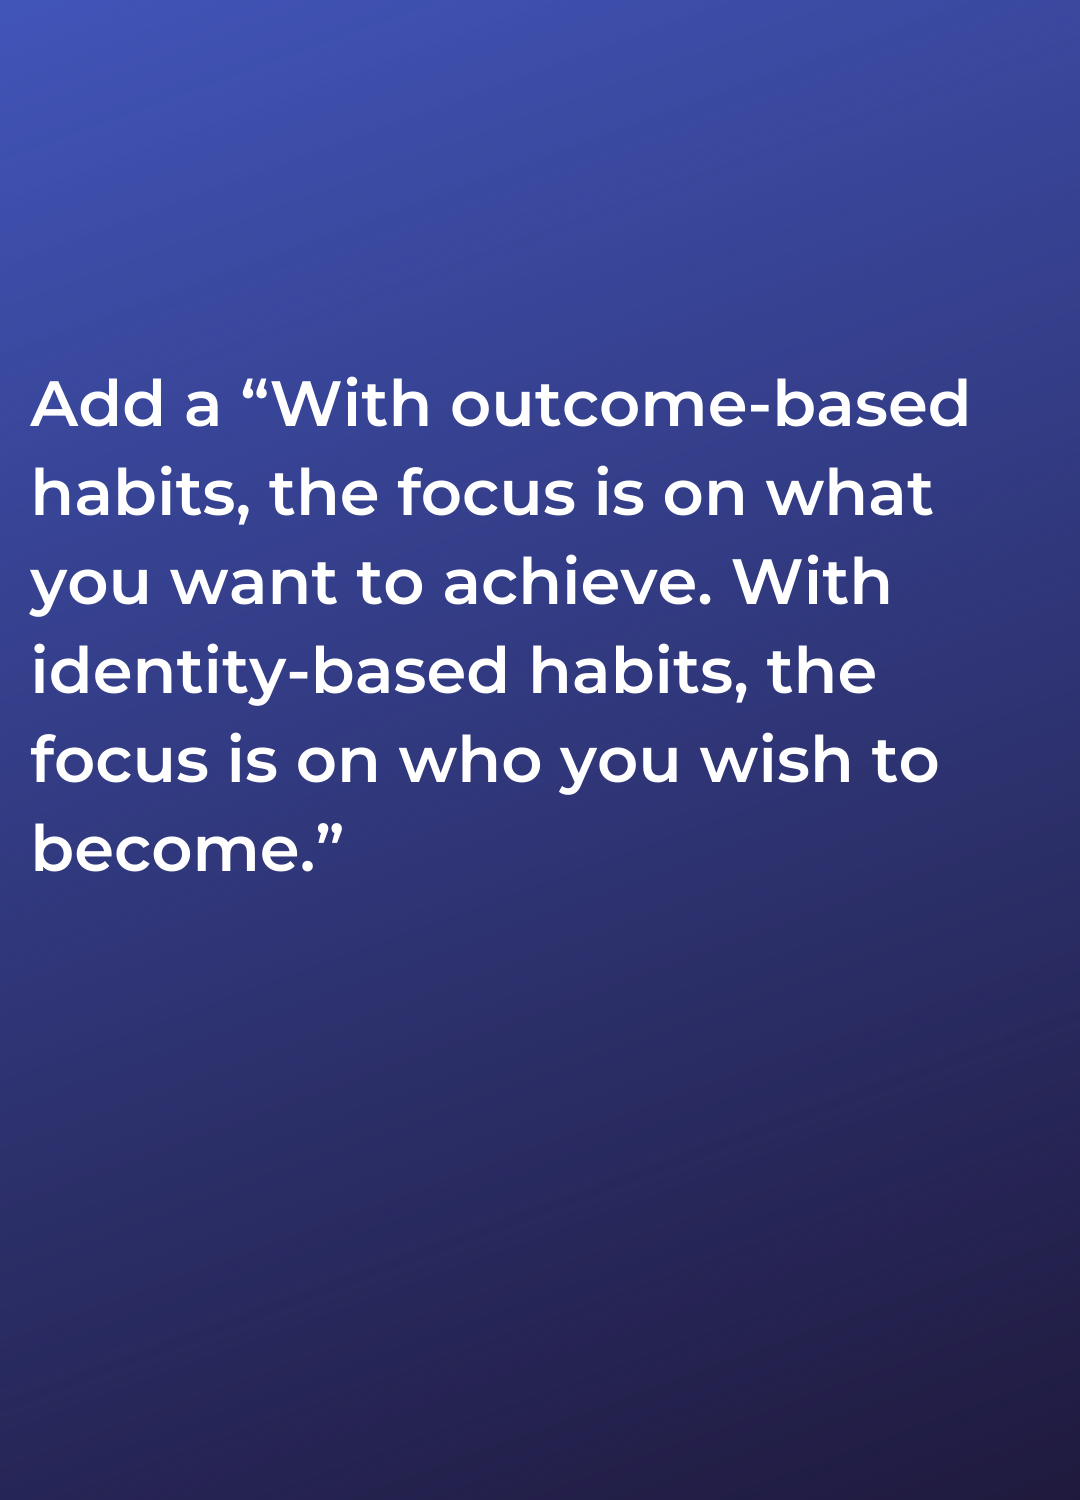 Add a “With outcome-based
habits, the focus is on what
you want to achieve. With
identity-based habits, the
focus is on who you wish to
become.”